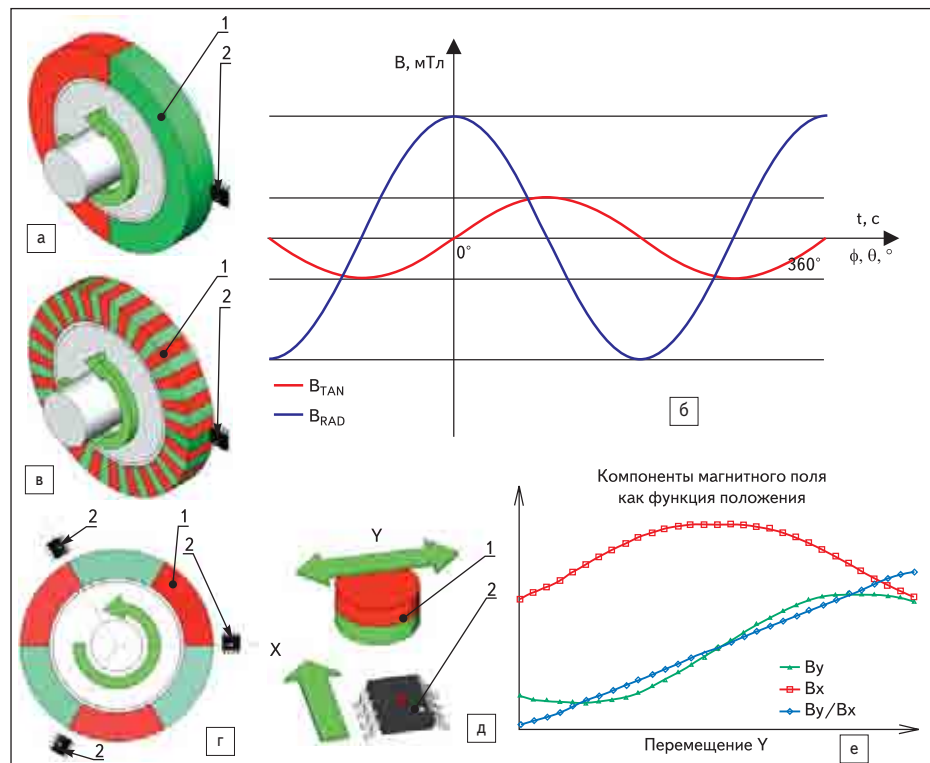 1
2
а
В, мТл
t, с
0°
360°
ϕ, θ, °
B_TAN
B_RAD
б
1
2
в
2
1
2
2
г
Y
1
2
X
д
Компоненты магнитного поля
как функция положения
By
Bx
By/Bx
Перемещение Y
е